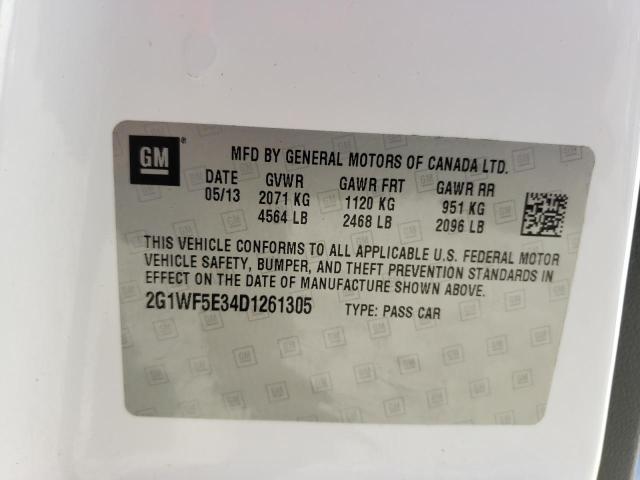 GM
MFD BY GENERAL MOTORS OF CANADA LTD.
DATE GVWR GAWR FRT GAWR RR
05/13 2071 KG 1120 KG 951 KG
4564 LB 2468 LB 2096 LB
THIS VEHICLE CONFORMS TO ALL APPLICABLE U.S. FEDERAL MOTOR
VEHICLE SAFETY, BUMPER, AND THEFT PREVENTION STANDARDS IN
EFFECT ON THE DATE OF MANUFACTURE SHOWN ABOVE.
2G1WF5E34D1261305 TYPE: PASS CAR